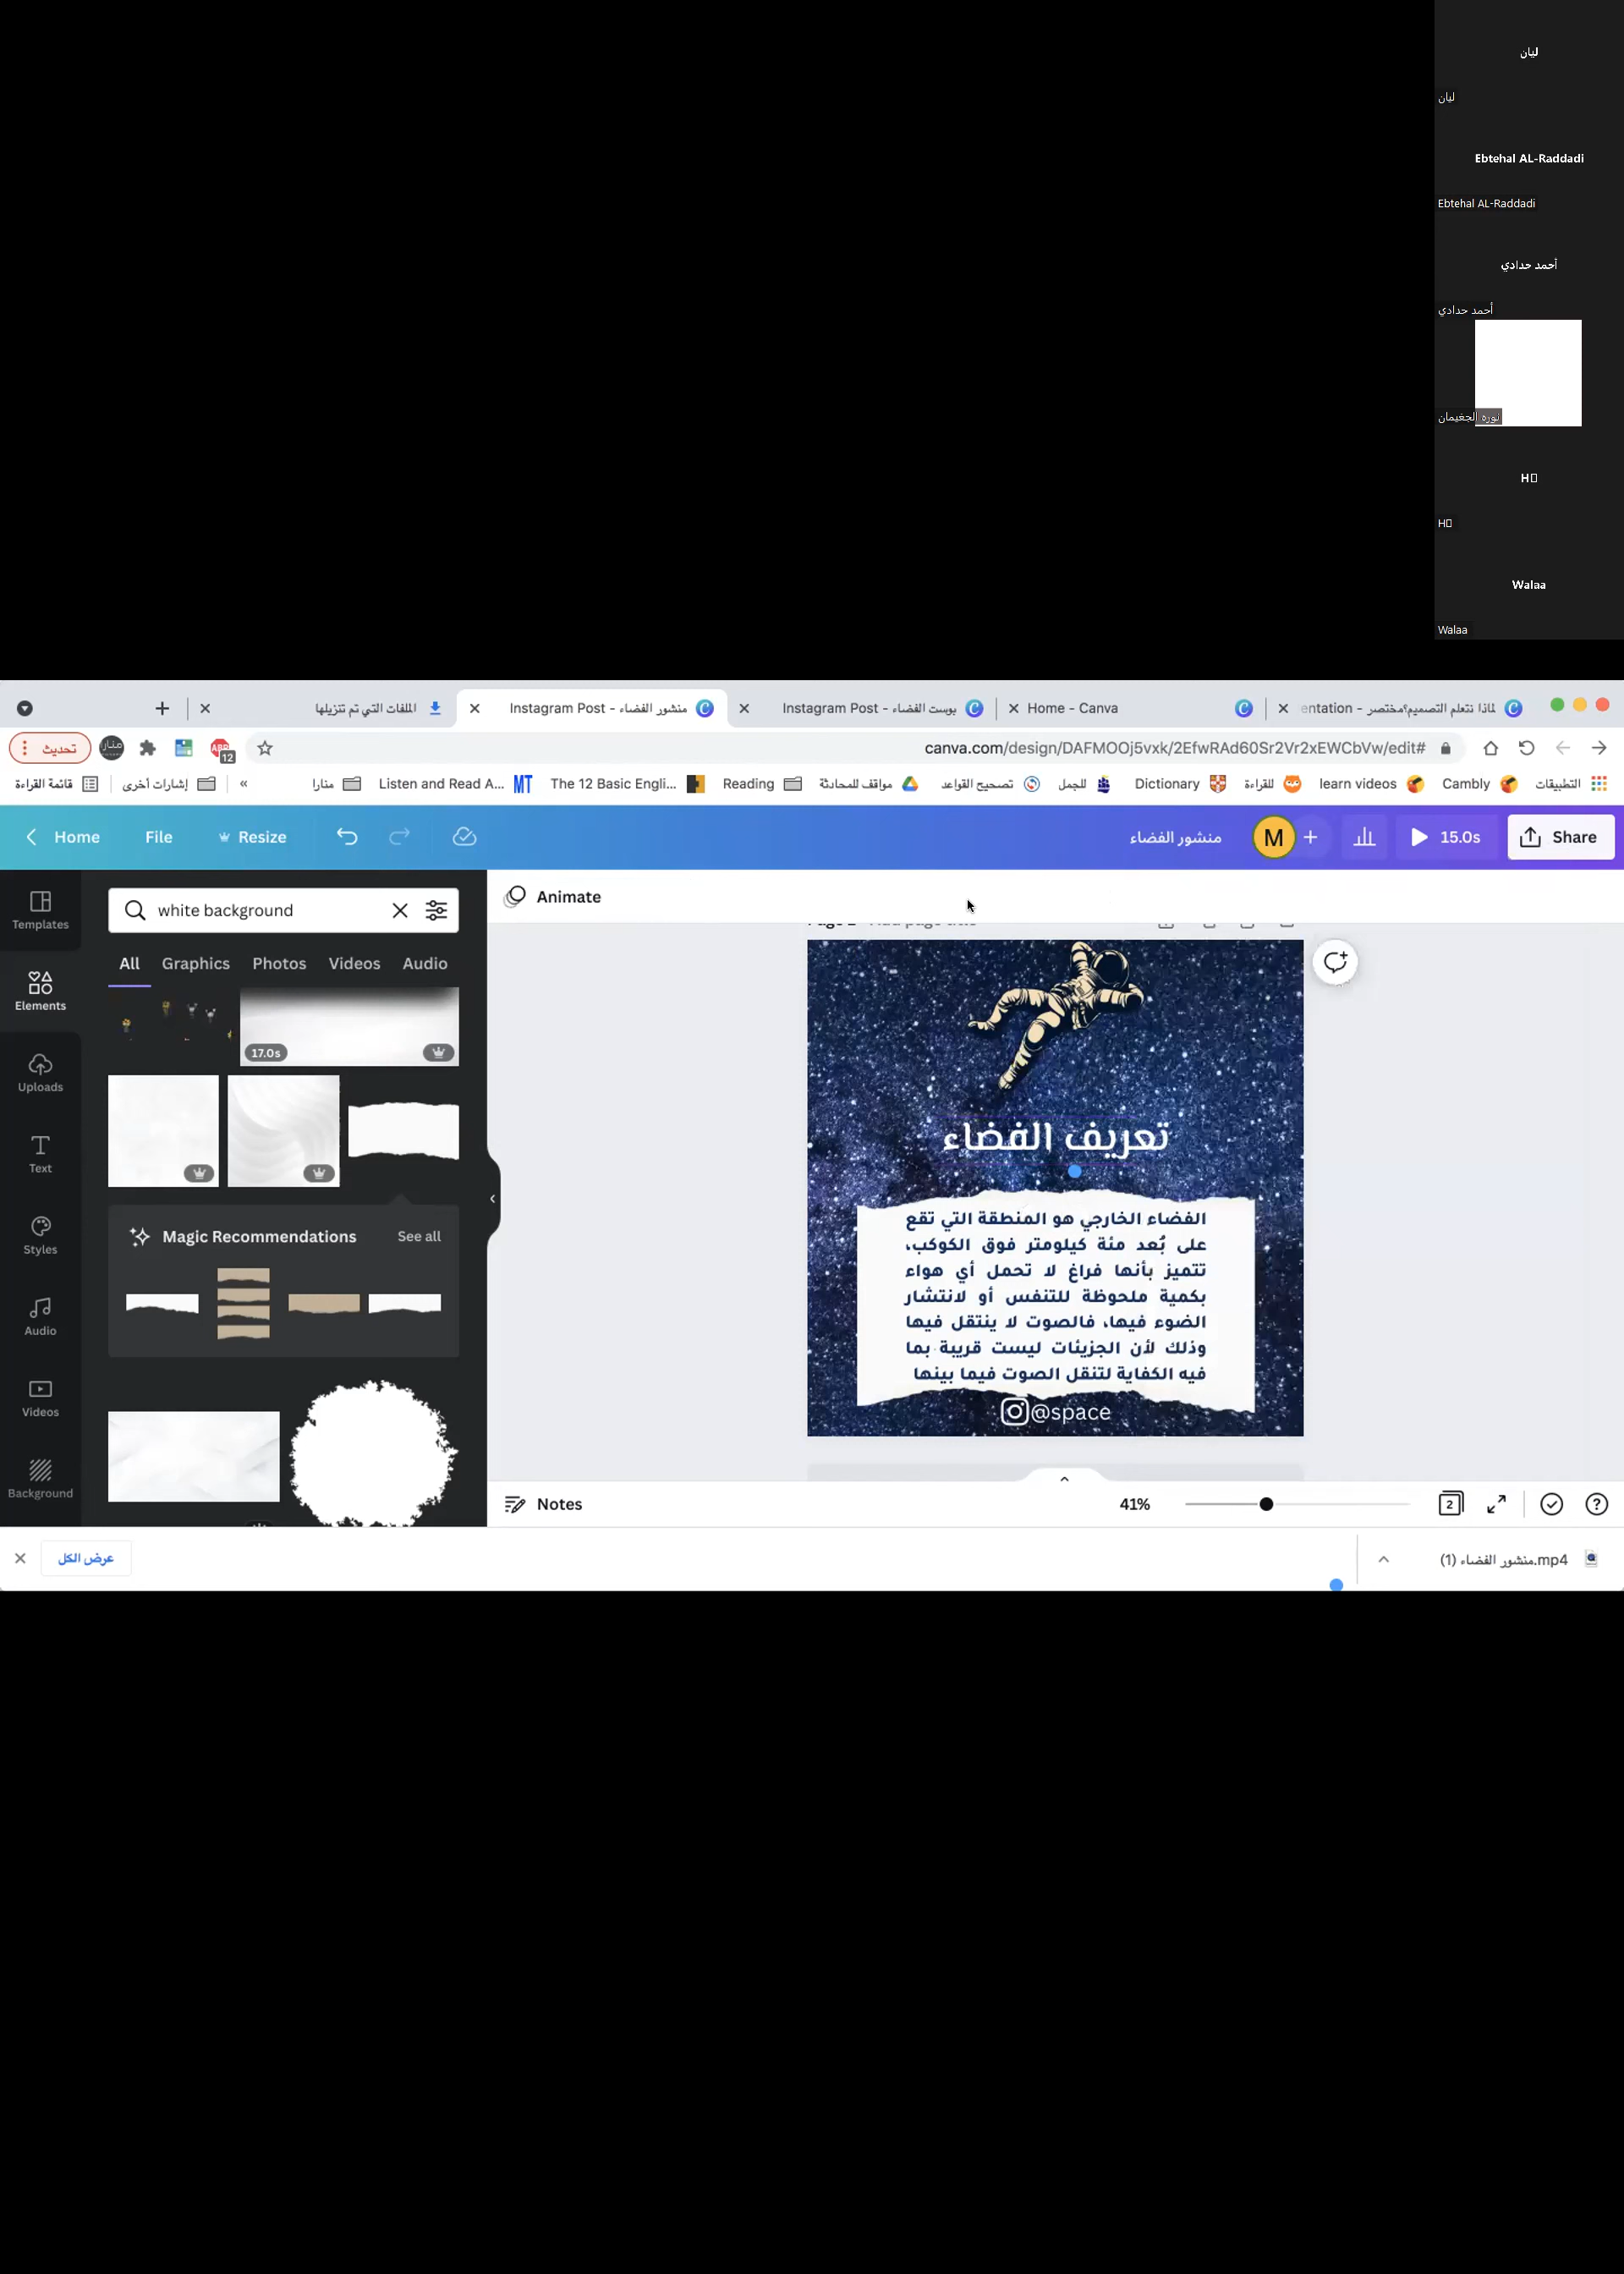 ليان
ليان
Ebtehal AL-Raddadi
Ebtehal AL-Raddadi
أحمد حدادي
أحمد حدادي
نوره الجغيمان
H
H
Walaa
Walaa
الملفات التي تم تنزيلها
منشور الفضاء - Instagram Post
بوست الفضاء - Instagram Post
Home - Canva
لماذا نتعلم التصميم؟مختصر - entation
تحديث
منار
ABP
12
canva.com/design/DAFMOOj5vxk/2EfwRAd60Sr2Vr2xEWCbVw/edit#
قائمة القراءة
إشارات أخرى
»
منارا
Listen and Read A...
MT
The 12 Basic Engli...
Reading
مواقف للمحادثة
تصحيح القواعد
للجمل
Dictionary
للقراءة
learn videos
Cambly
التطبيقات
Home
File
Resize
منشور الفضاء
M
15.0s
Share
Templates
Elements
Uploads
Text
Styles
Audio
Videos
Background
white background
All
Graphics
Photos
Videos
Audio
17.0s
Magic Recommendations
See all
Animate
تعريف الفضاء
الفضاء الخارجي هو المنطقة التي تقع
على بُعد مئة كيلومتر فوق الكوكب،
تتميز بأنها فراغ لا تحمل أي هواء
بكمية ملحوظة للتنفس أو لانتشار
الضوء فيها، فالصوت لا ينتقل فيها
وذلك لأن الجزيئات ليست قريبة بما
فيه الكفاية لتنقل الصوت فيما بينها
@space
Notes
41%
2
عرض الكل
منشور الفضاء (1).mp4